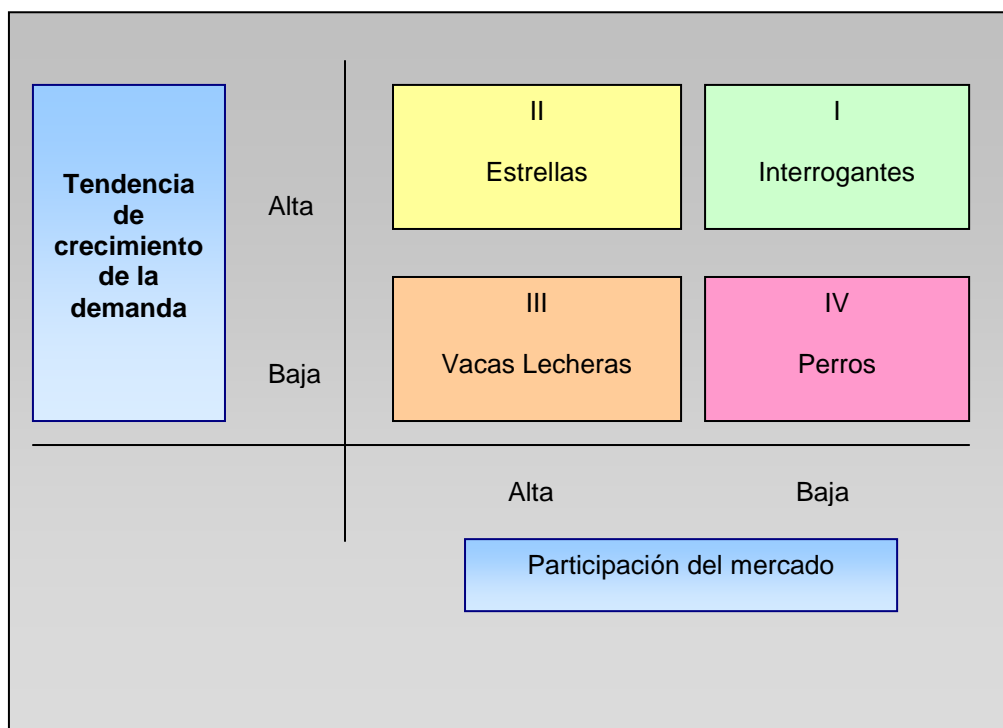 Tendencia
de
crecimiento
de la
demanda
Alta
Baja
II
Estrellas
I
Interrogantes
III
Vacas Lecheras
IV
Perros
Alta
Baja
Participación del mercado